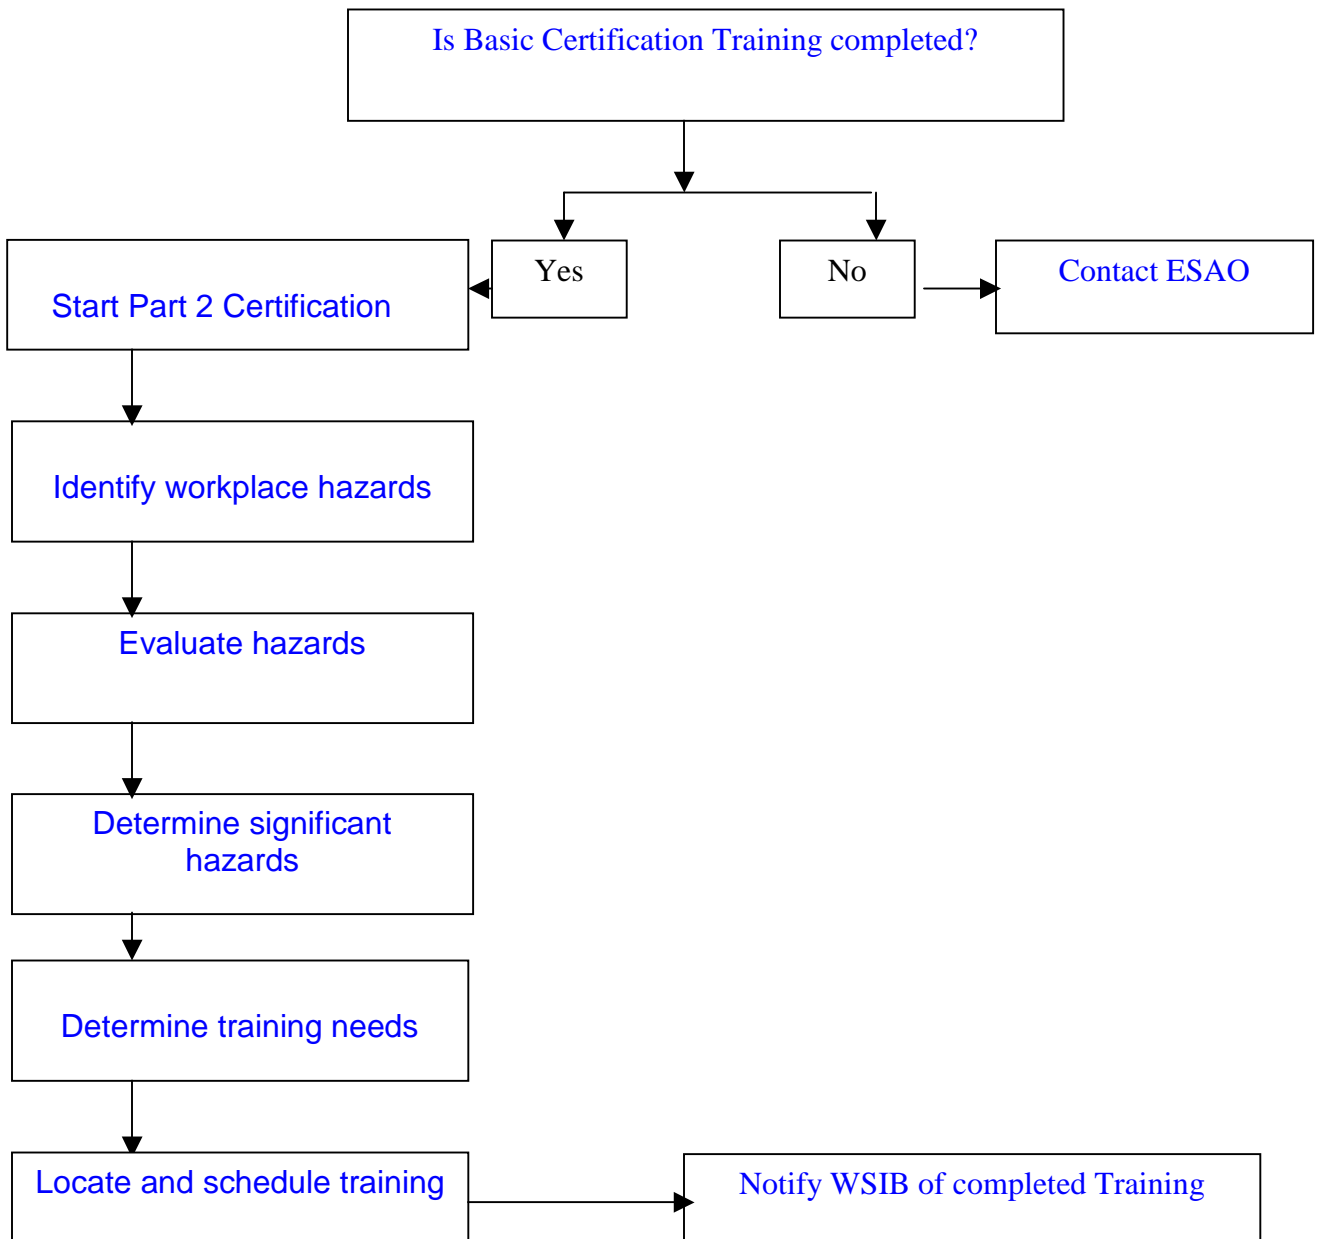 Is Basic Certification Training completed?
Yes
No
Contact ESAO
Start Part 2 Certification
Identify workplace hazards
Evaluate hazards
Determine significant
hazards
Determine training needs
Locate and schedule training
Notify WSIB of completed Training